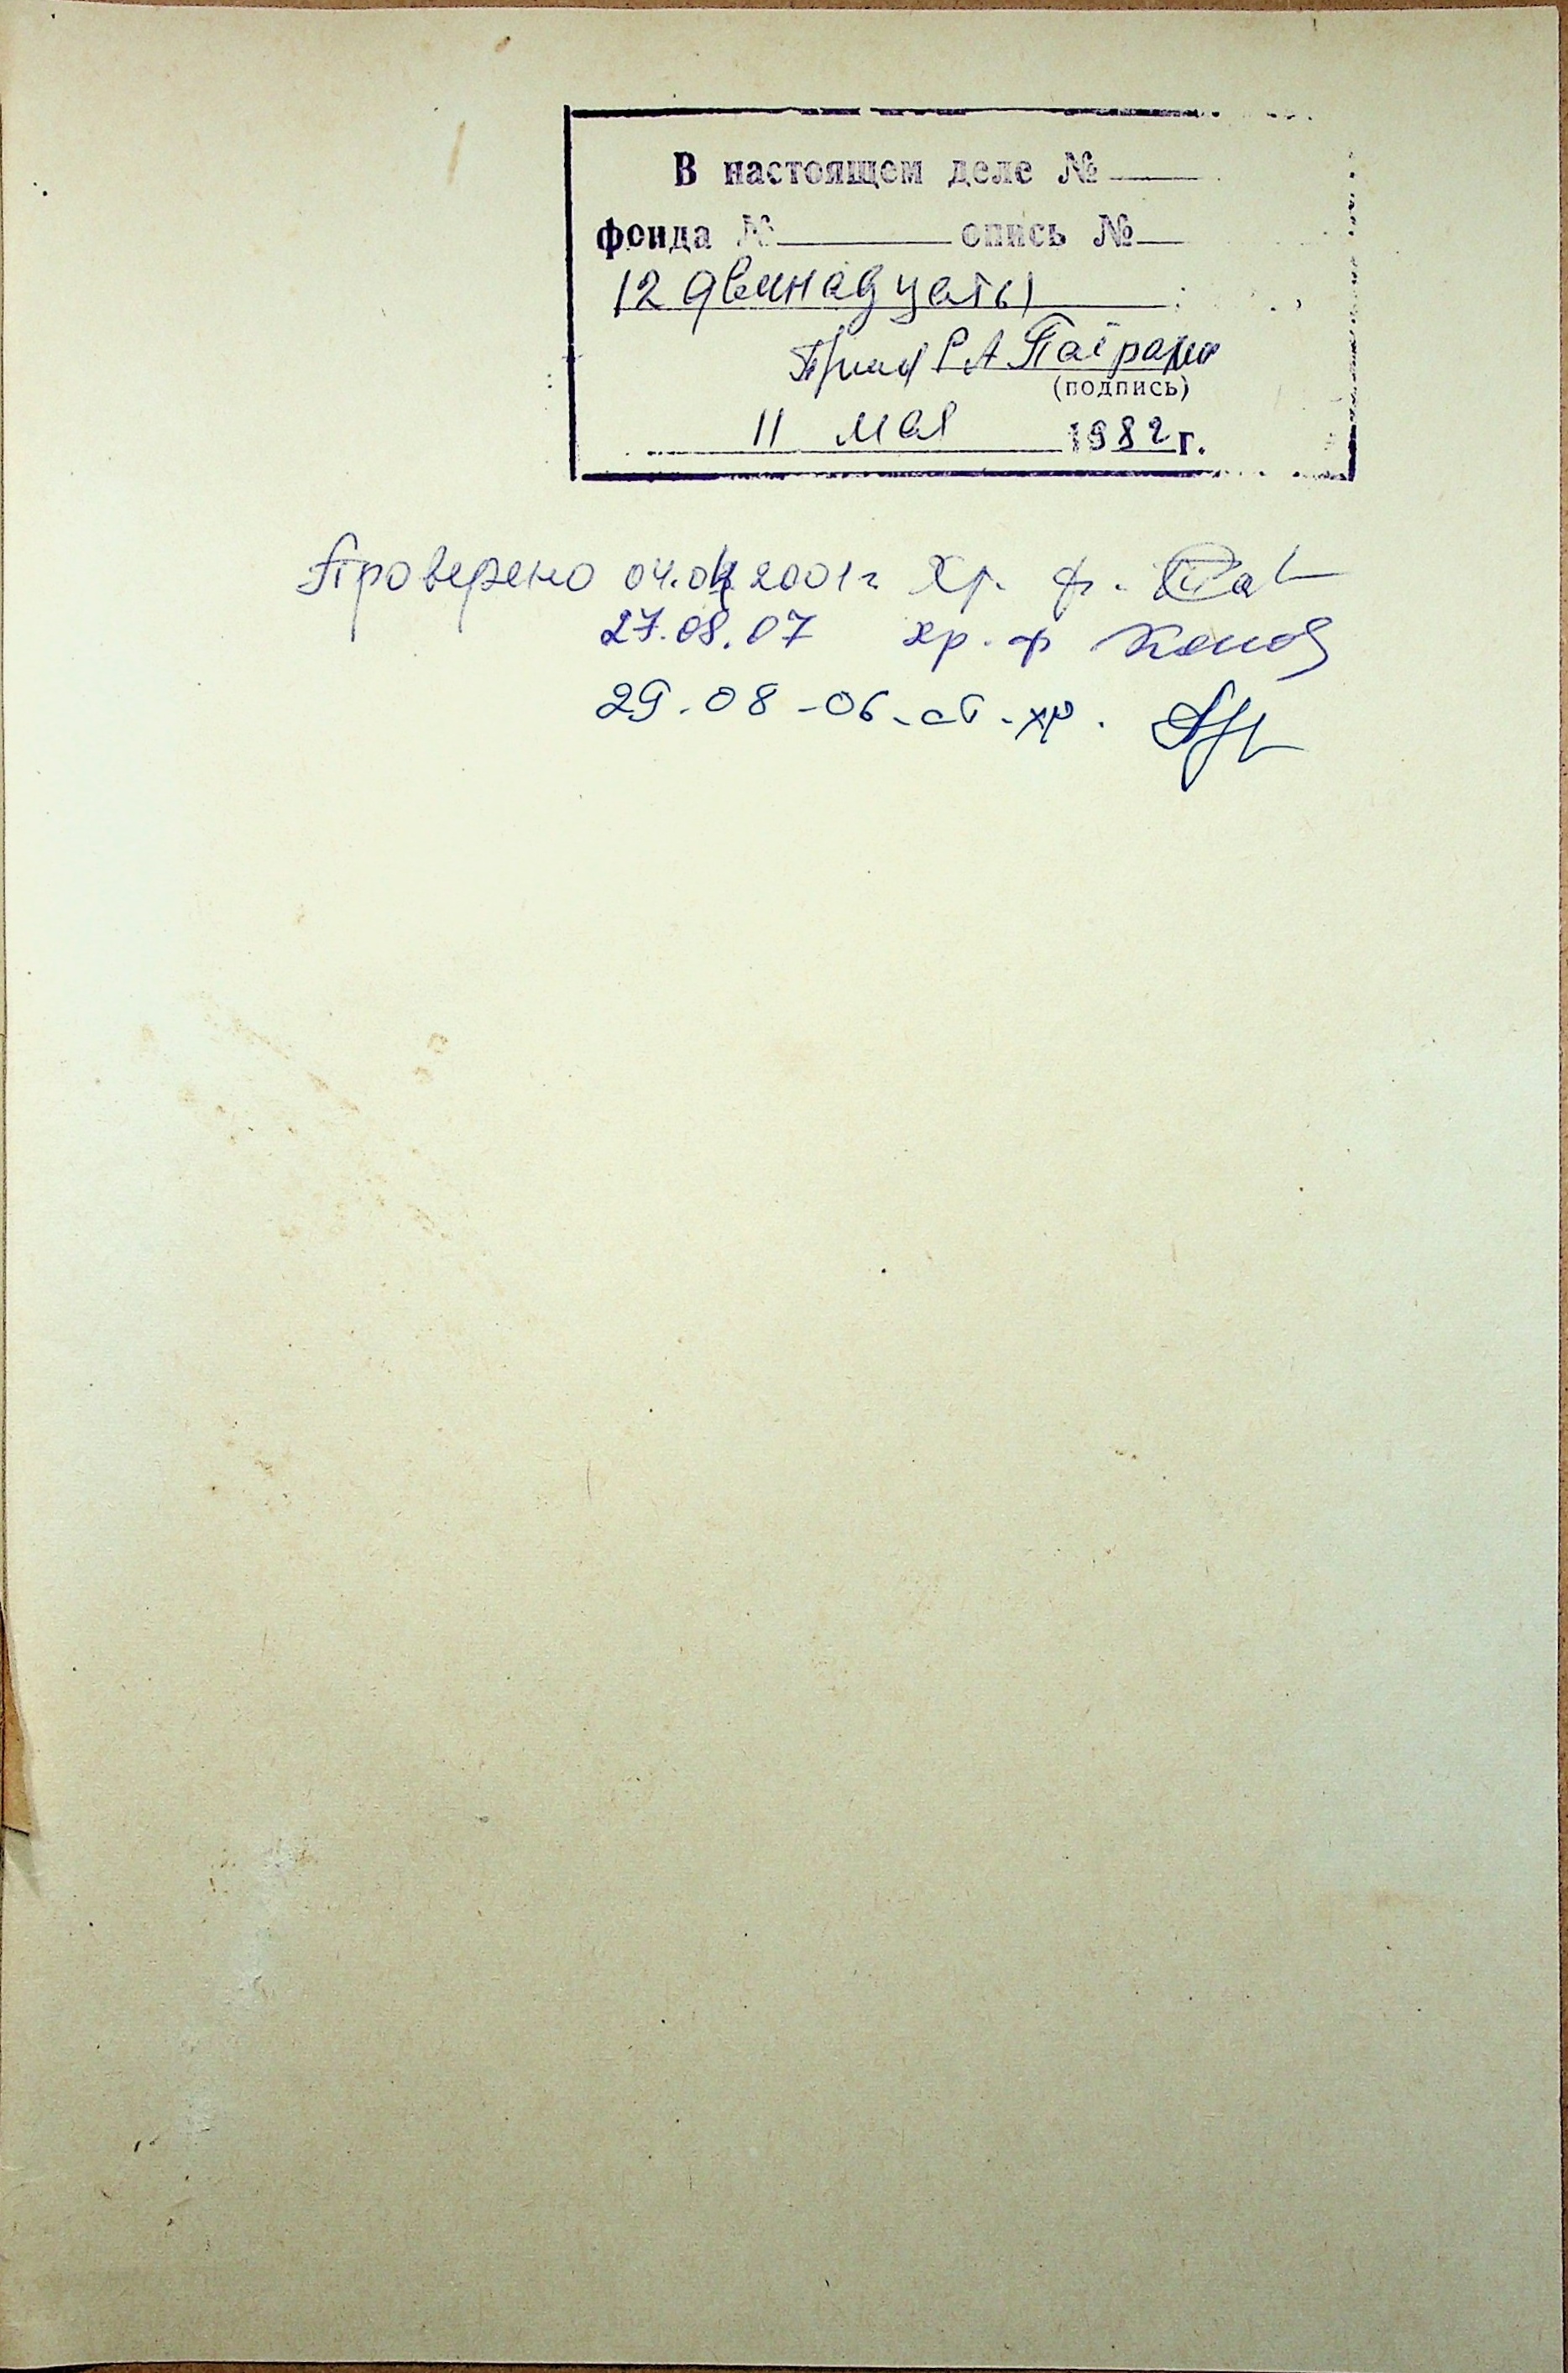 В настоящем деле №
фонда № опись №
12 двенадцать
Р А
(подпись)
11 мая 1982 г.
Проверено 04.04 2001 г Хр. ф.
27.08.07 хр. ф
29-08-06-ст-хр.